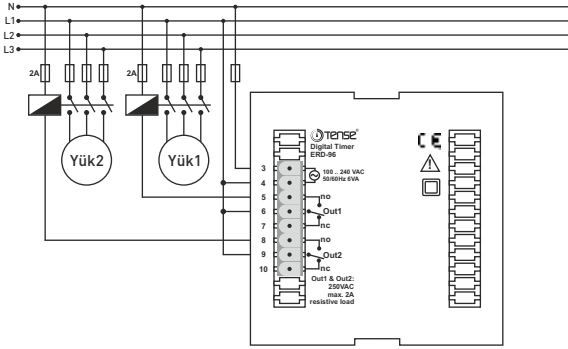 N
L1
L2
L3
2A
2A
Yük2
Yük1
TENSE®
Digital Timer
ERD-96
CE
3
4
5
6
7
8
9
10
100 .. 240 VAC
50/60Hz 6VA
no
Out1
nc
no
Out2
nc
Out1 & Out2:
250VAC
max. 2A
resistive load